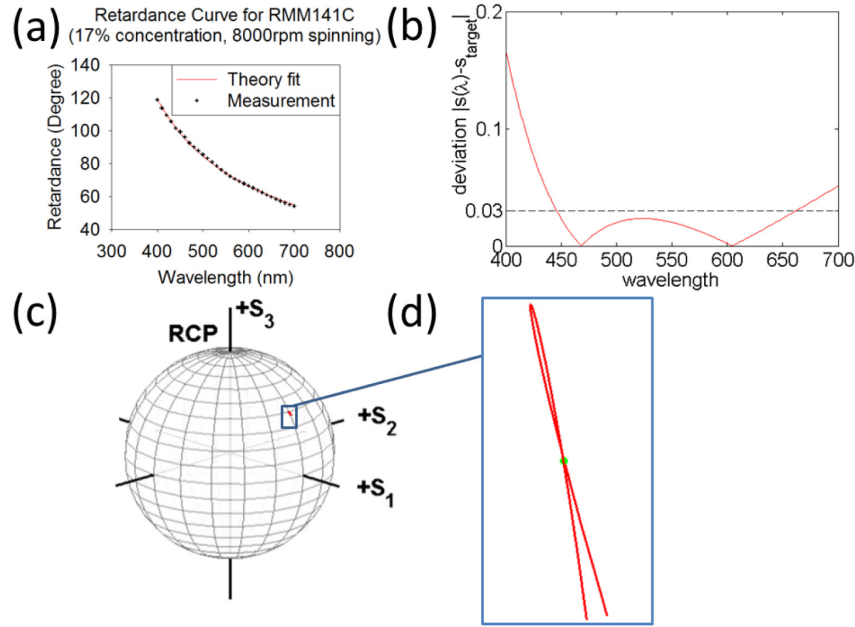 (a)
Retardance Curve for RMM141C
(17% concentration, 8000rpm spinning)
140
120
100
80
60
40
Retardance (Degree)
Theory fit
Measurement
300 400 500 600 700 800
Wavelength (nm)
(b)
0.2
0.1
0.03
0
deviation |s(λ)-s_target|
400 450 500 550 600 650 700
wavelength
(c)
+S₃
RCP
+S₂
+S₁
(d)